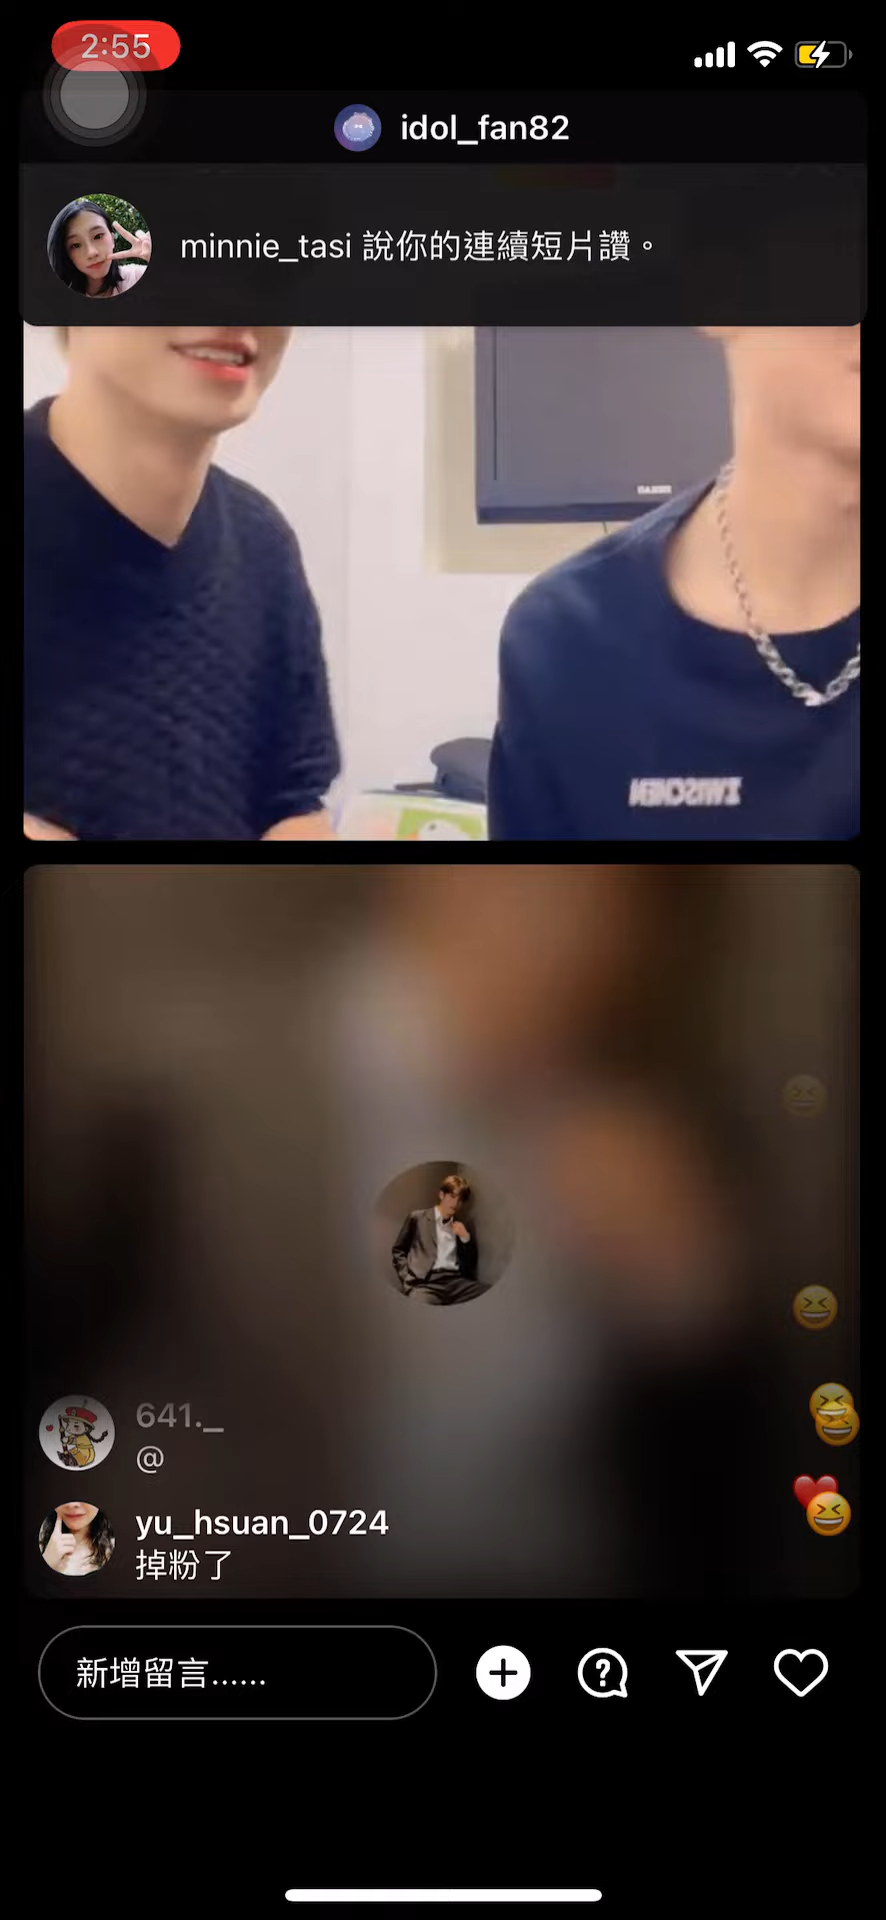 2:55
idol_fan82
minnie_tasi 說你的連續短片讚。
ZWISCHEN
641._
@
yu_hsuan_0724
掉粉了
新增留言......